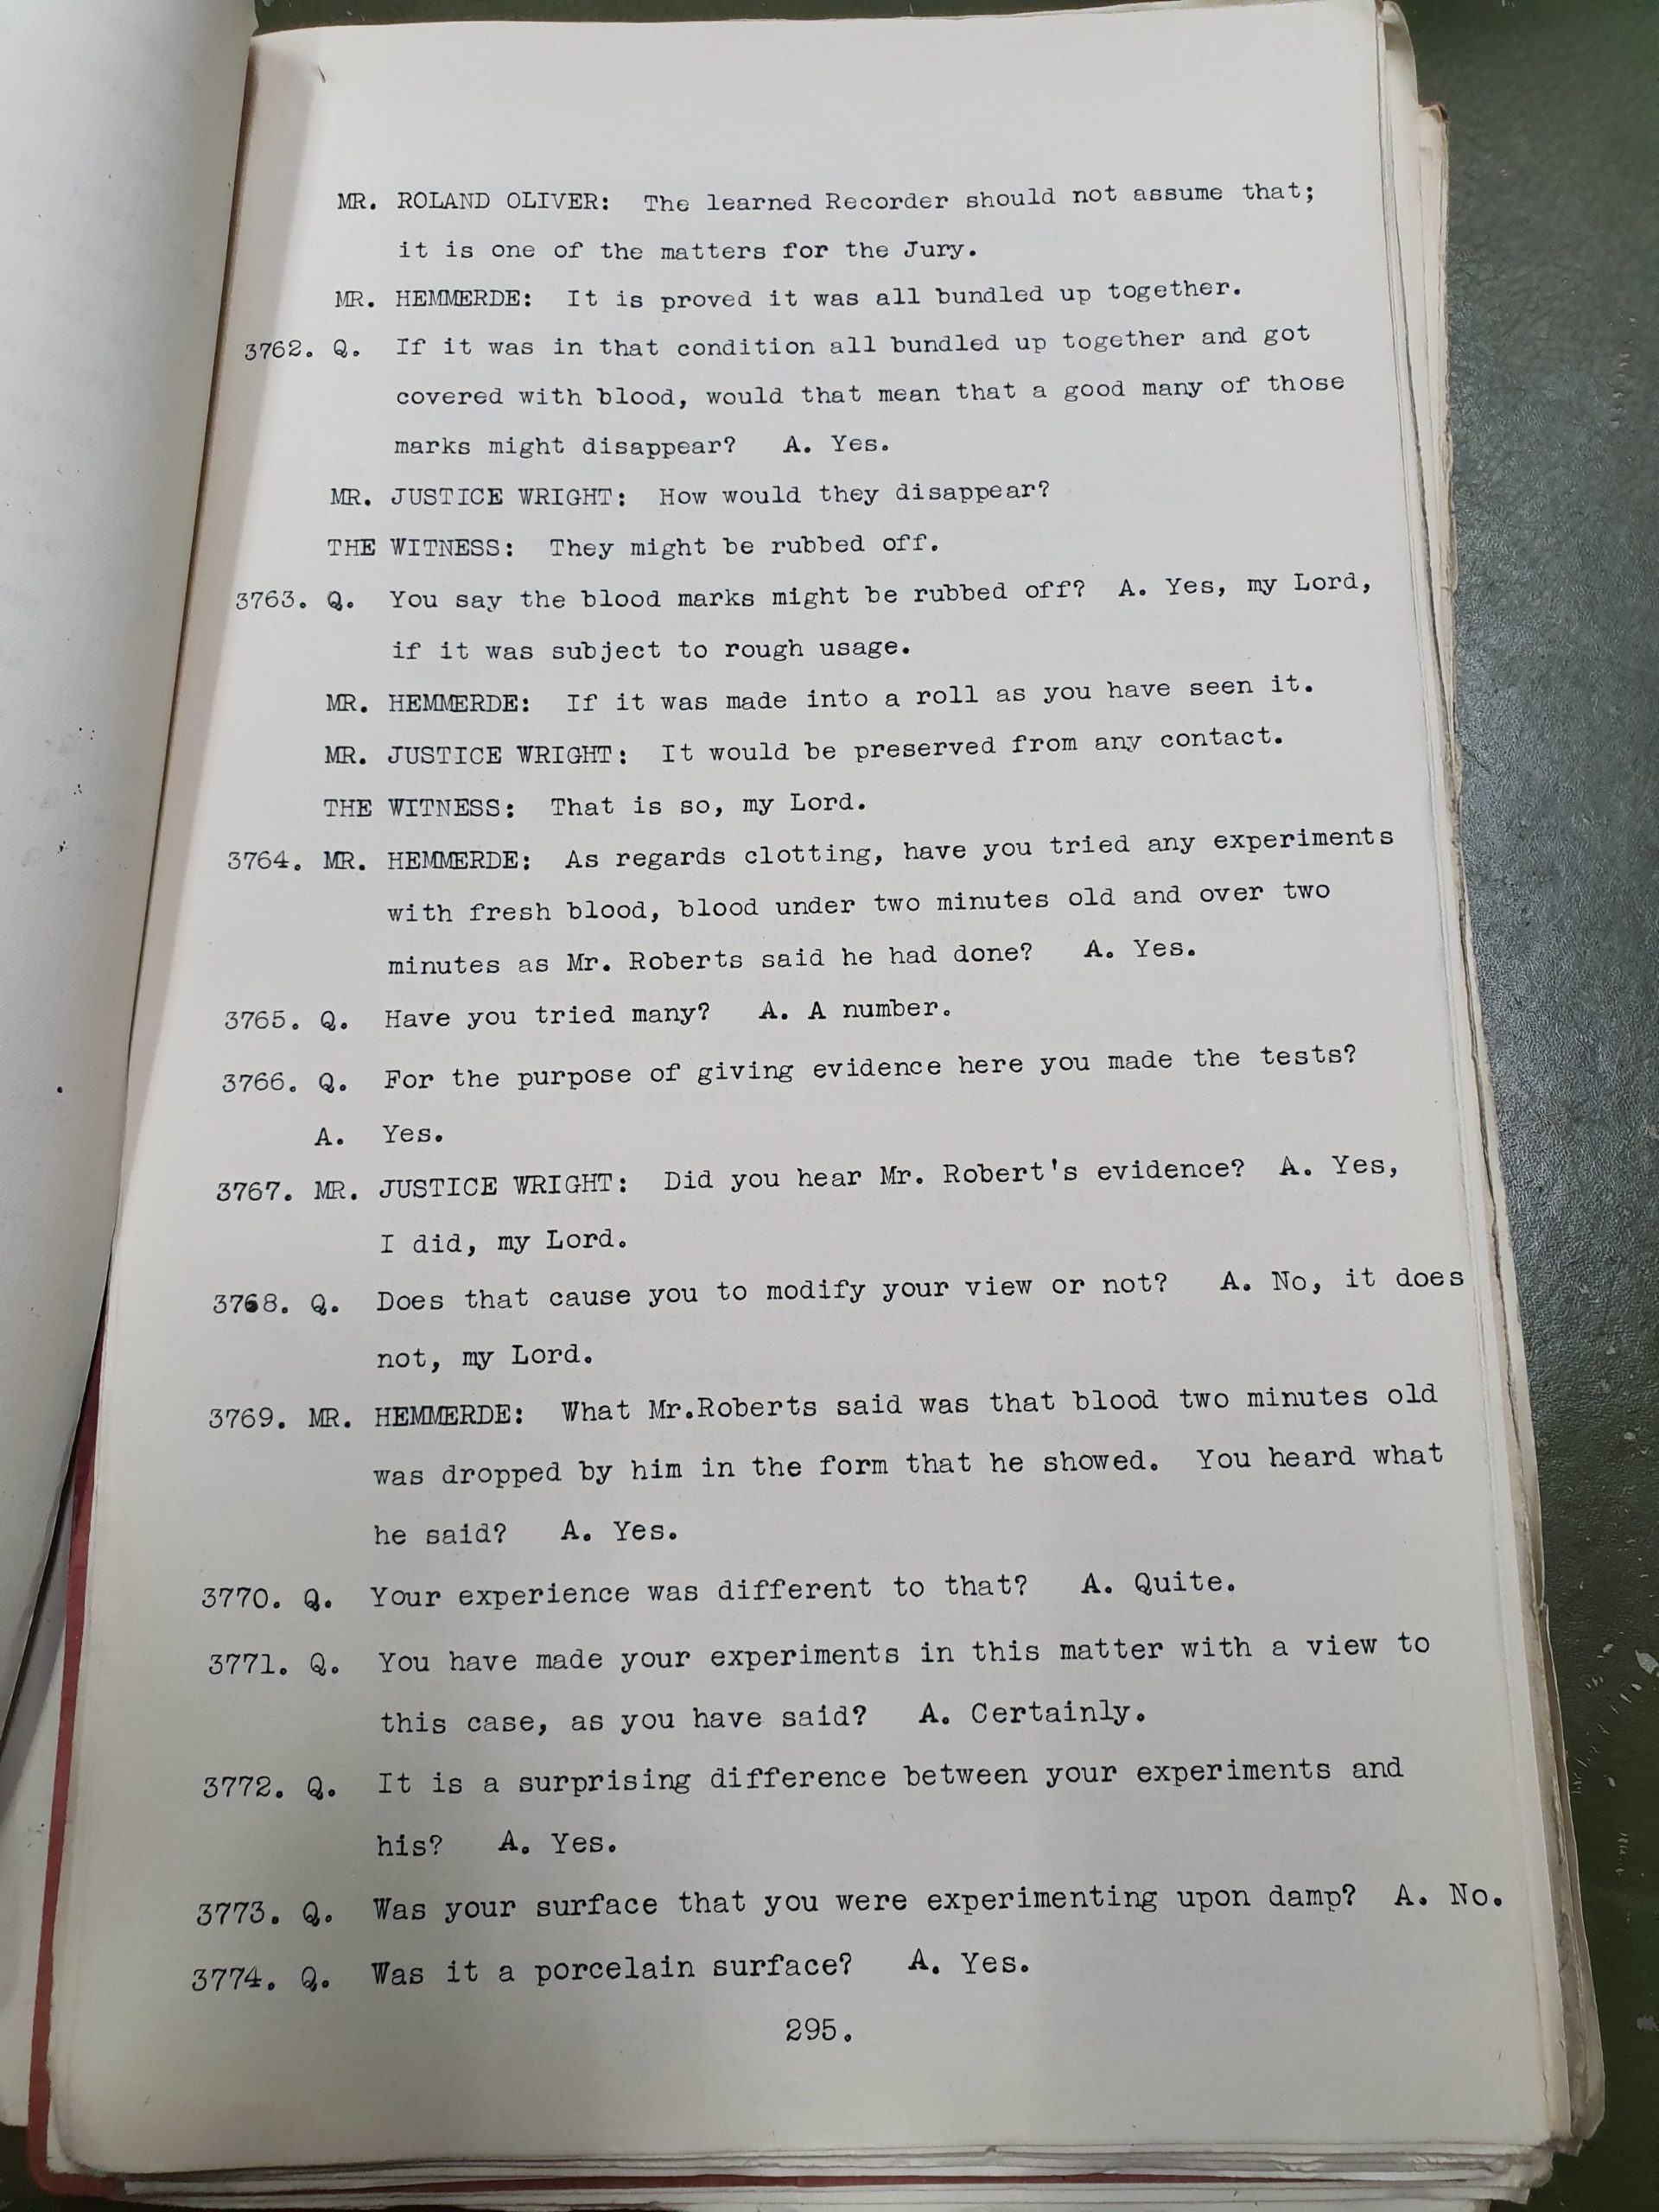 MR. ROLAND OLIVER: The learned Recorder should not assume that;
it is one of the matters for the Jury.
MR. HEMMERDE: It is proved it was all bundled up together.
3762. Q. If it was in that condition all bundled up together and got
covered with blood, would that mean that a good many of those
marks might disappear? A. Yes.
MR. JUSTICE WRIGHT: How would they disappear?
THE WITNESS: They might be rubbed off.
3763. Q. You say the blood marks might be rubbed off? A. Yes, my Lord,
if it was subject to rough usage.
MR. HEMMERDE: If it was made into a roll as you have seen it.
MR. JUSTICE WRIGHT: It would be preserved from any contact.
THE WITNESS: That is so, my Lord.
3764. MR. HEMMERDE: As regards clotting, have you tried any experiments
with fresh blood, blood under two minutes old and over two
minutes as Mr. Roberts said he had done? A. Yes.
3765. Q. Have you tried many? A. A number.
3766. Q. For the purpose of giving evidence here you made the tests?
A. Yes.
3767. MR. JUSTICE WRIGHT: Did you hear Mr. Robert's evidence? A. Yes,
I did, my Lord.
3768. Q. Does that cause you to modify your view or not? A. No, it does
not, my Lord.
3769. MR. HEMMERDE: What Mr.Roberts said was that blood two minutes old
was dropped by him in the form that he showed. You heard what
he said? A. Yes.
3770. Q. Your experience was different to that? A. Quite.
3771. Q. You have made your experiments in this matter with a view to
this case, as you have said? A. Certainly.
3772. Q. It is a surprising difference between your experiments and
his? A. Yes.
3773. Q. Was your surface that you were experimenting upon damp? A. No.
3774. Q. Was it a porcelain surface? A. Yes.
295.